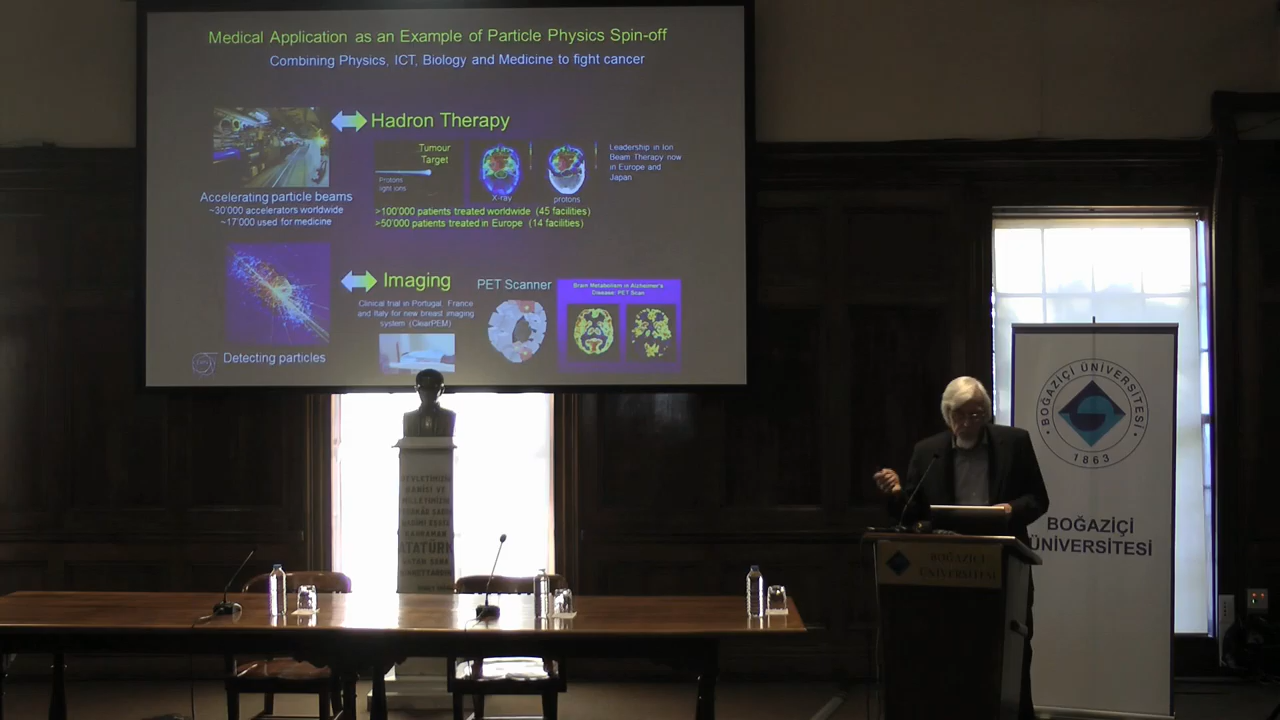 Medical Application as an Example of Particle Physics Spin-off
Combining Physics, ICT, Biology and Medicine to fight cancer
Hadron Therapy
Tumour
Target
Protons
light ions
X-ray
protons
Leadership in Ion
Beam Therapy now
in Europe and
Japan
Accelerating particle beams
~30'000 accelerators worldwide
~17'000 used for medicine
>100'000 patients treated worldwide (45 facilities)
>50'000 patients treated in Europe (14 facilities)
Imaging
PET Scanner
Clinical trial in Portugal, France
and Italy for new breast imaging
system (ClearPEM)
Brain Metabolism in Alzheimer's
Disease: PET Scan
Detecting particles
ATATÜRK
BOĞAZİÇİ
ÜNİVERSİTESİ
BOĞAZİÇİ ÜNİVERSİTESİ
1863
BOĞAZİÇİ
ÜNİVERSİTESİ